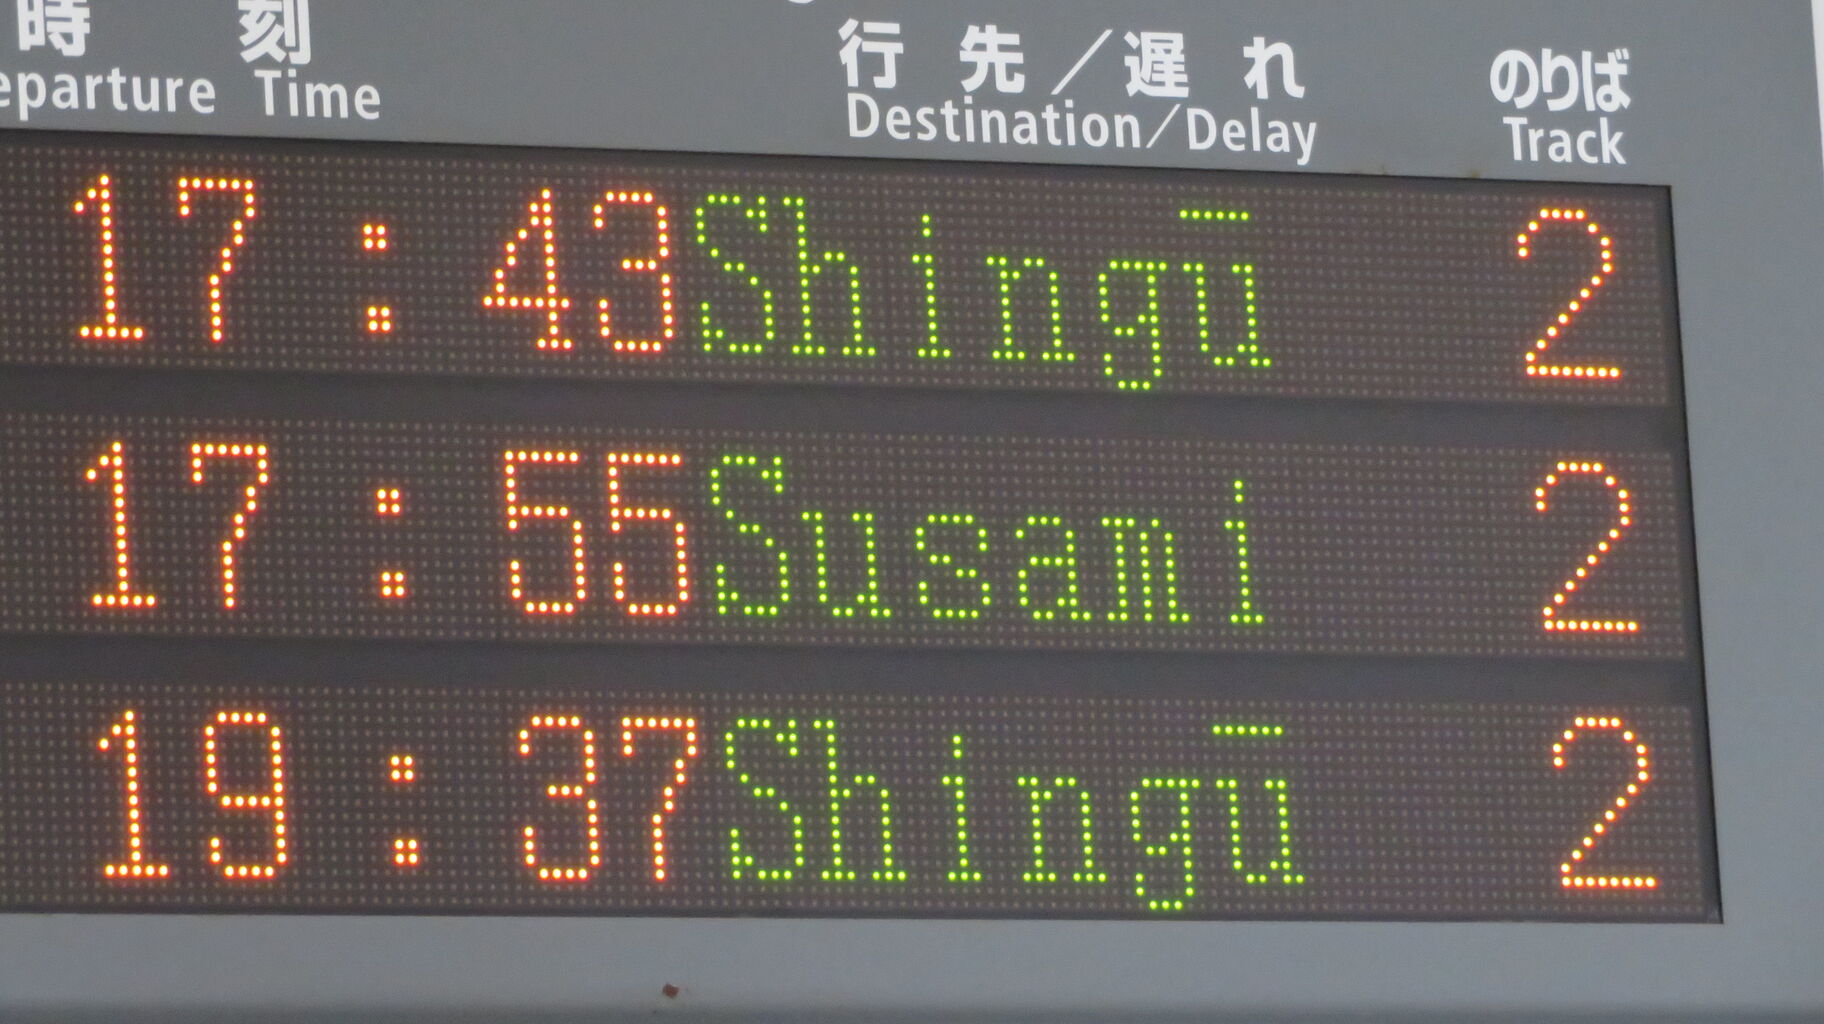 時刻 行先/遅れ のりば
eparture Time Destination/Delay Track
17:43 Shingū 2
17:55 Susami 2
19:37 Shingū 2